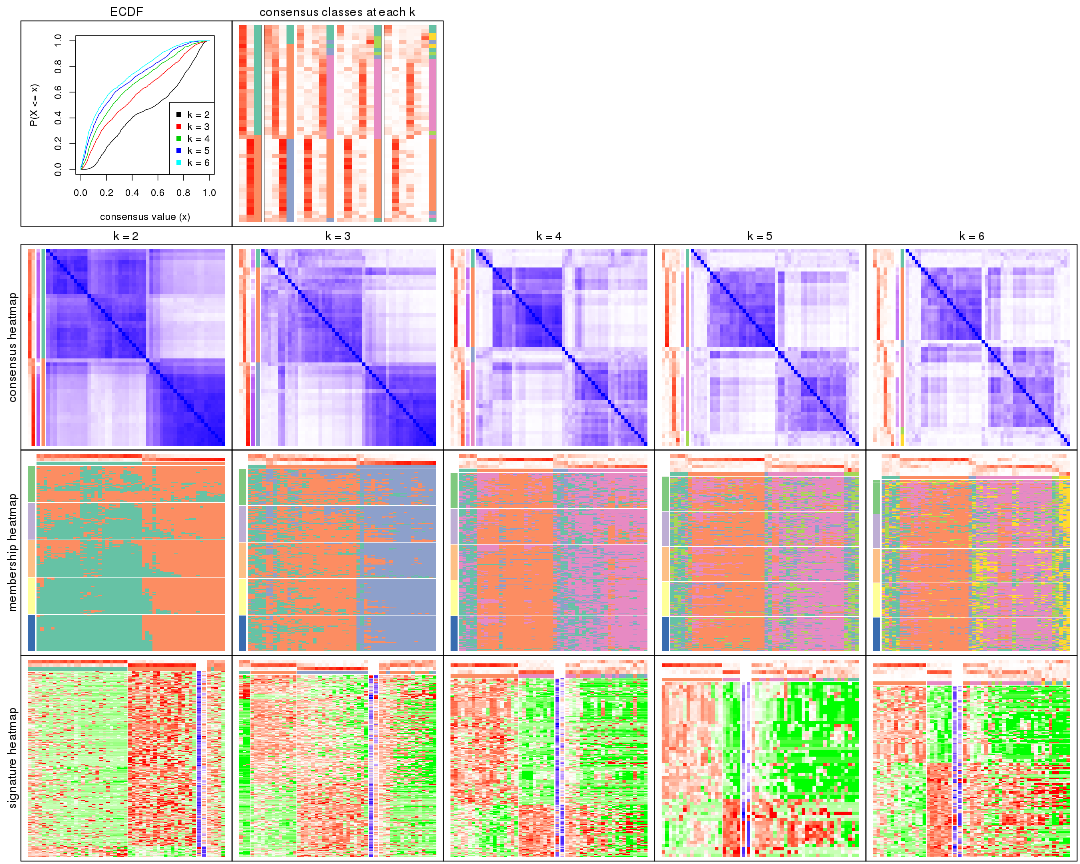 ECDF
consensus classes at each k
P(X <= x)
0.0 0.2 0.4 0.6 0.8 1.0
k = 2
k = 3
k = 4
k = 5
k = 6
0.0 0.2 0.4 0.6 0.8 1.0
consensus value (x)
k = 2
k = 3
k = 4
k = 5
k = 6
consensus heatmap
membership heatmap
signature heatmap